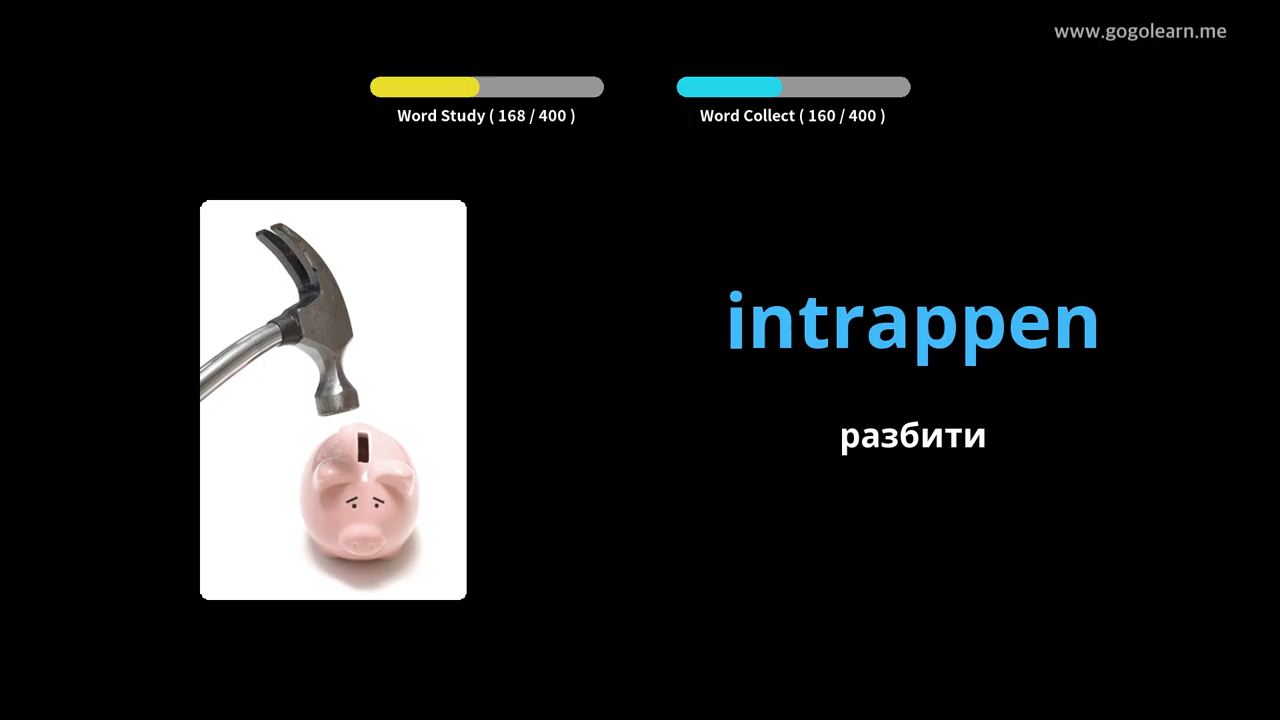 www.gogolearn.me
Word Study ( 168 / 400 )
Word Collect ( 160 / 400 )
intrappen
разбити